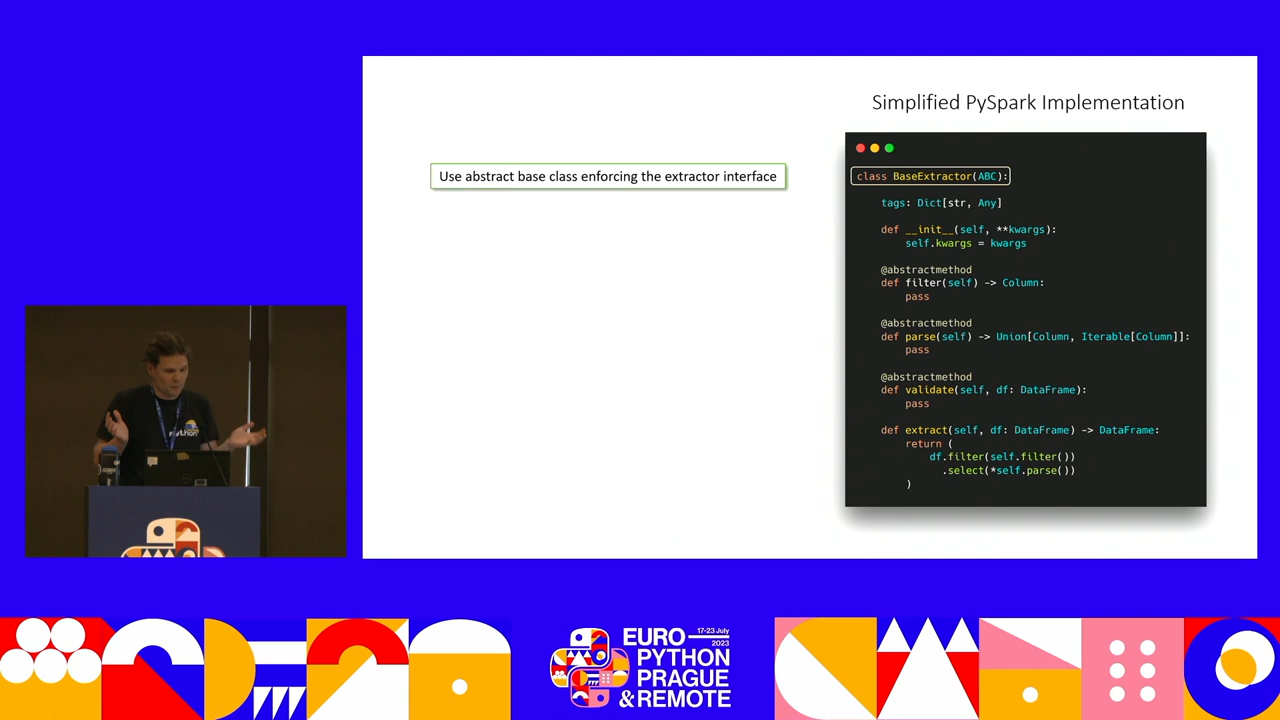 Simplified PySpark Implementation
Use abstract base class enforcing the extractor interface
class BaseExtractor(ABC):
tags: Dict[str, Any]
def __init__(self, **kwargs):
self.kwargs = kwargs
@abstractmethod
def filter(self) -> Column:
pass
@abstractmethod
def parse(self) -> Union[Column, Iterable[Column]]:
pass
@abstractmethod
def validate(self, df: DataFrame):
pass
def extract(self, df: DataFrame) -> DataFrame:
return (
df.filter(self.filter())
.select(*self.parse())
)
EURO
17-23 July
2023
PYTHON
PRAGUE
& REMOTE